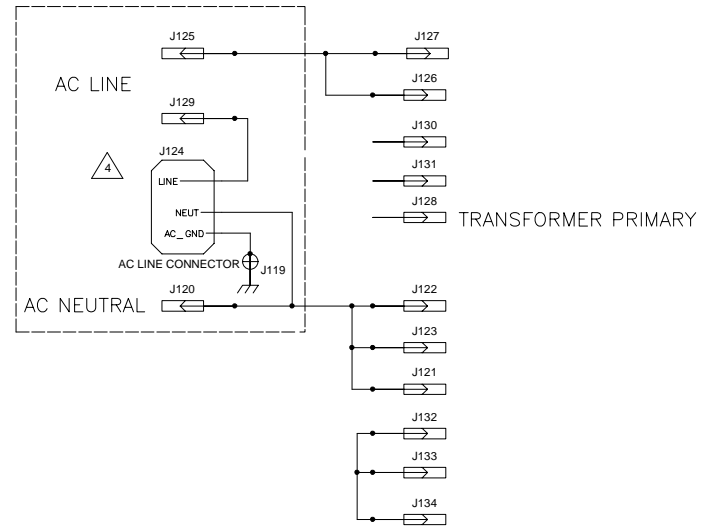 J125
J127
AC LINE
J126
J129
J130
J124
4
J131
LINE
J128
NEUT
TRANSFORMER PRIMARY
AC_GND
AC LINE CONNECTOR
J119
J120
AC NEUTRAL
J122
J123
J121
J132
J133
J134